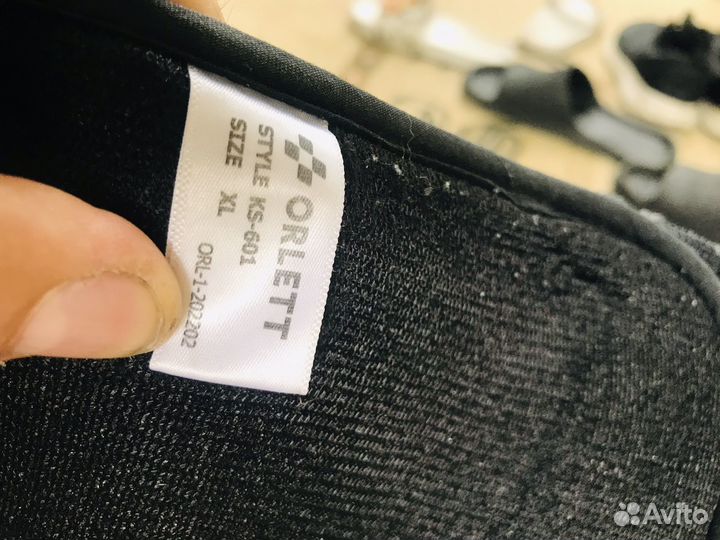 ORLETT
STYLE KS-601
SIZE XL
ORL-1-202202
Avito